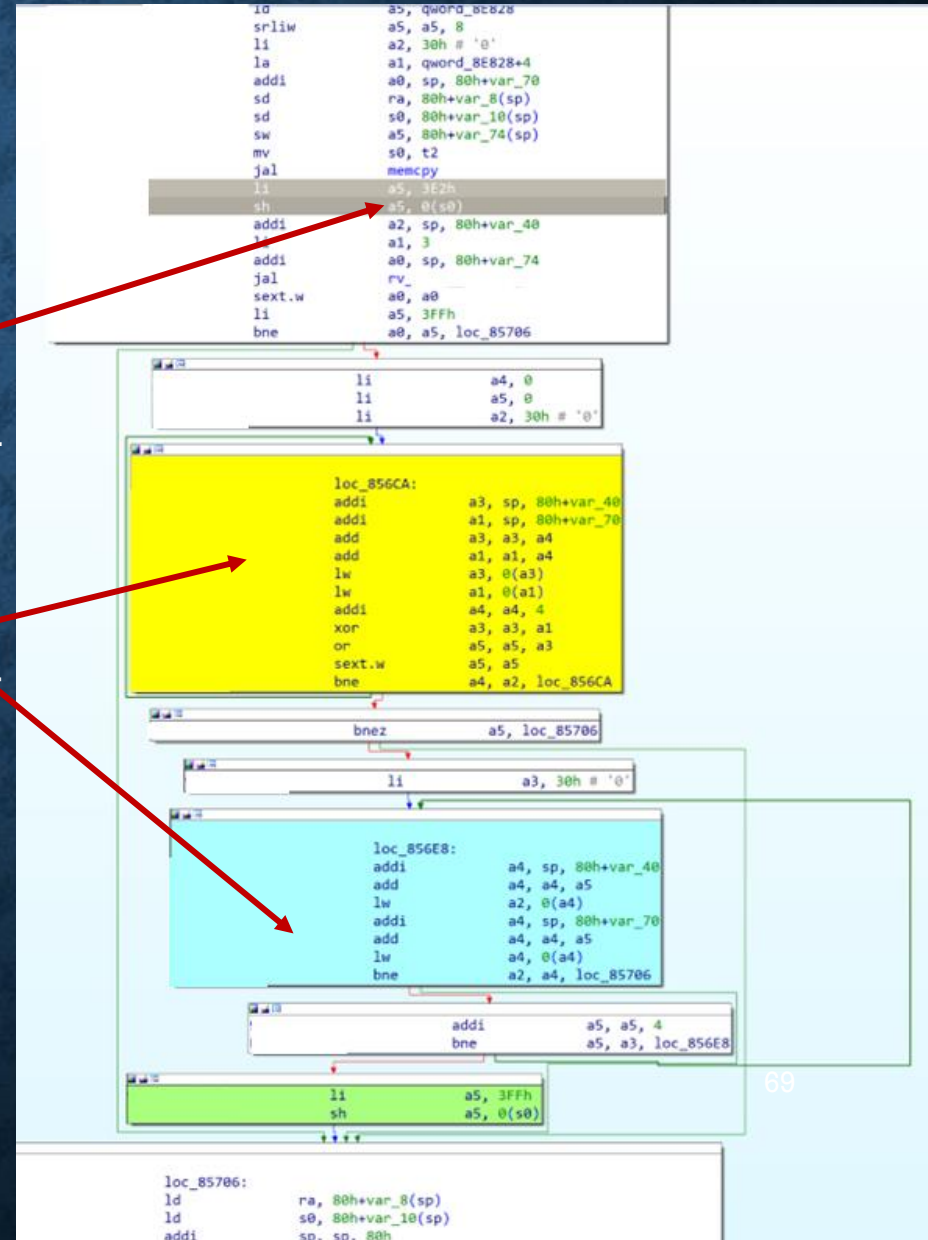 ld a5, qword_8E828
srliw a5, a5, 8
li a2, 30h # '0'
la a1, qword_8E828+4
addi a0, sp, 80h+var_70
sd ra, 80h+var_8(sp)
sd s0, 80h+var_10(sp)
sw a5, 80h+var_74(sp)
mv s0, t2
jal memcpy
li a5, 3E2h
sh a5, 0(s0)
addi a2, sp, 80h+var_40
li a1, 3
addi a0, sp, 80h+var_74
jal rv_
sext.w a0, a0
li a5, 3FFh
bne a0, a5, loc_85706
li a4, 0
li a5, 0
li a2, 30h # '0'
loc_856CA:
addi a3, sp, 80h+var_40
addi a1, sp, 80h+var_70
add a3, a3, a4
add a1, a1, a4
lw a3, 0(a3)
lw a1, 0(a1)
addi a4, a4, 4
xor a3, a3, a1
or a5, a5, a3
sext.w a5, a5
bne a4, a2, loc_856CA
bnez a5, loc_85706
li a3, 30h # '0'
loc_856E8:
addi a4, sp, 80h+var_40
add a4, a4, a5
lw a2, 0(a4)
addi a4, sp, 80h+var_70
add a4, a4, a5
lw a4, 0(a4)
bne a2, a4, loc_85706
addi a5, a5, 4
bne a5, a3, loc_856E8
69
li a5, 3FFh
sh a5, 0(s0)
loc_85706:
ld ra, 80h+var_8(sp)
ld s0, 80h+var_10(sp)
addi sp, sp, 80h